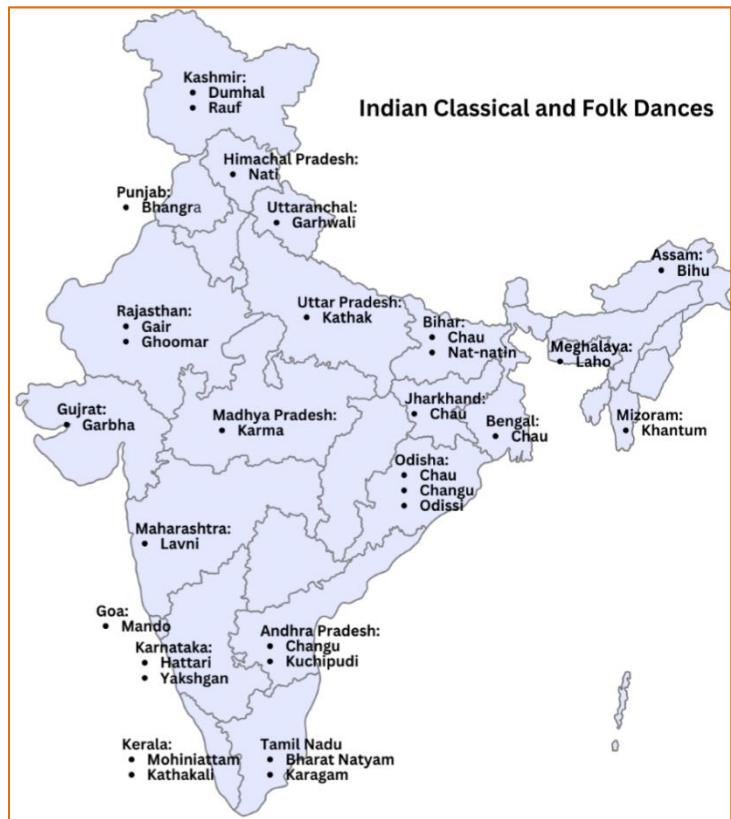 Indian Classical and Folk Dances
Kashmir:
• Dumhal
• Rauf
Himachal Pradesh:
• Nati
Punjab:
• Bhangra
Uttaranchal:
• Garhwali
Assam:
• Bihu
Rajasthan:
• Gair
• Ghoomar
Uttar Pradesh:
• Kathak
Bihar:
• Chau
• Nat-natin
Meghalaya:
• Laho
Gujrat:
• Garbha
Madhya Pradesh:
• Karma
Jharkhand:
• Chau
Bengal:
• Chau
Mizoram:
• Khantum
Odisha:
• Chau
• Changu
• Odissi
Maharashtra:
• Lavni
Goa:
• Mando
Karnataka:
• Hattari
• Yakshgan
Andhra Pradesh:
• Changu
• Kuchipudi
Kerala:
• Mohiniattam
• Kathakali
Tamil Nadu
• Bharat Natyam
• Karagam